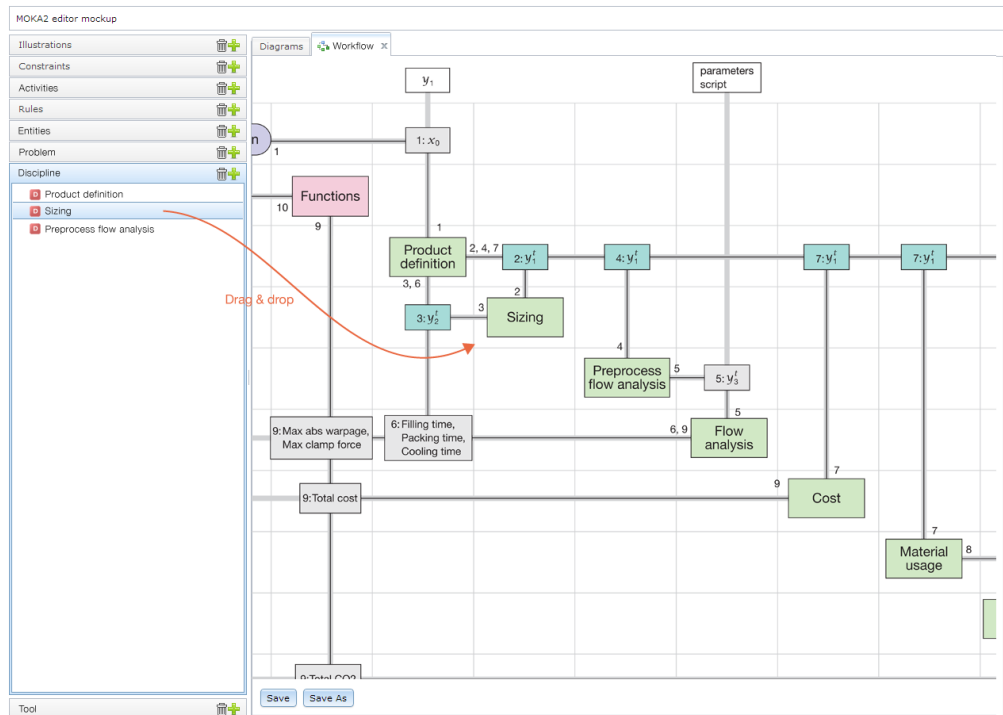 MOKA2 editor mockup
Illustrations
Constraints
Activities
Rules
Entities
Problem
Discipline
D Product definition
D Sizing
D Preprocess flow analysis
Tool
Diagrams
Workflow
Drag & drop
y₁
parameters
script
n
1
1: x₀
Functions
10
9
1
Product
definition
2, 4, 7
2: y₁ᵗ
4: y₁ᵗ
7: y₁ᵗ
7: y₁ᵗ
3, 6
2
3: y₂ᵗ
3
Sizing
4
Preprocess
flow analysis
5
5: y₃ᵗ
5
9: Max abs warpage,
Max clamp force
6: Filling time,
Packing time,
Cooling time
6, 9
Flow
analysis
7
9: Total cost
9
Cost
7
Material
usage
8
9: Total CO2
Save
Save As